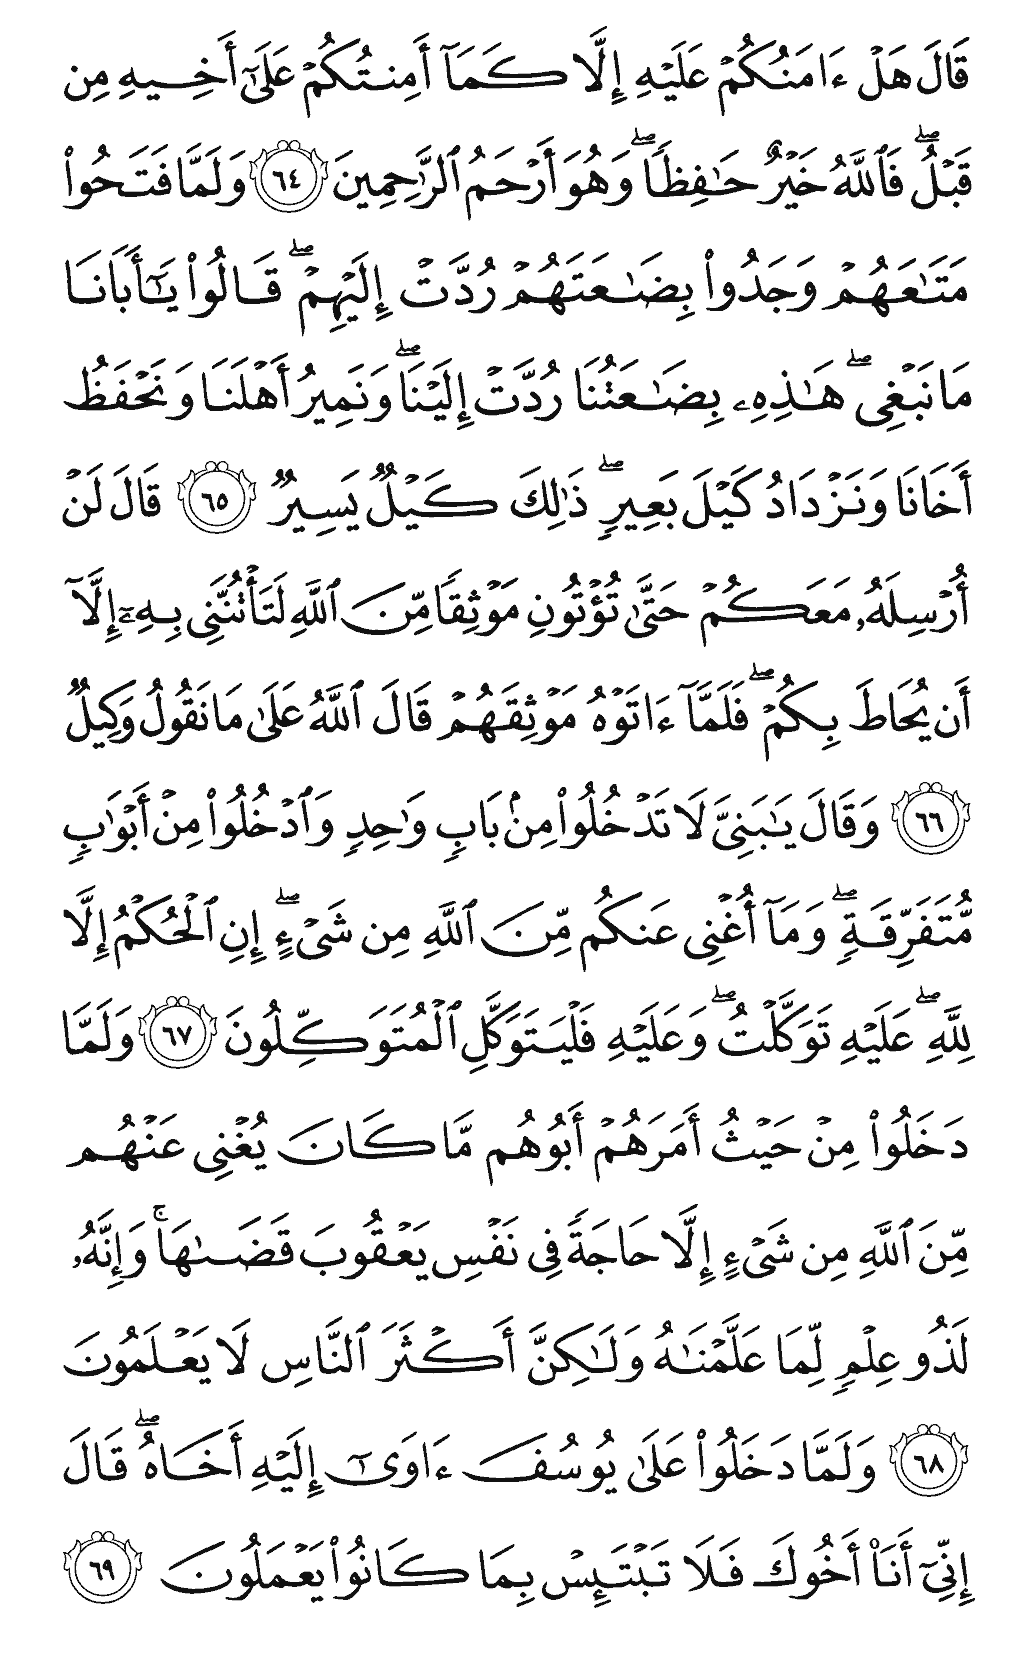 قَالَ هَلْ ءَامَنُكُمْ عَلَيْهِ إِلَّا كَمَآ أَمِنتُكُمْ عَلَىٰٓ أَخِيهِ مِن
قَبْلُ ۖ فَٱللَّهُ خَيْرٌ حَـٰفِظًا ۖ وَهُوَ أَرْحَمُ ٱلرَّٰحِمِينَ ٦٤ وَلَمَّا فَتَحُوا۟
مَتَـٰعَهُمْ وَجَدُوا۟ بِضَـٰعَتَهُمْ رُدَّتْ إِلَيْهِمْ ۖ قَالُوا۟ يَـٰٓأَبَانَا
مَا نَبْغِى ۖ هَـٰذِهِۦ بِضَـٰعَتُنَا رُدَّتْ إِلَيْنَا ۖ وَنَمِيرُ أَهْلَنَا وَنَحْفَظُ
أَخَانَا وَنَزْدَادُ كَيْلَ بَعِيرٍ ۖ ذَٰلِكَ كَيْلٌ يَسِيرٌ ٦٥ قَالَ لَنْ
أُرْسِلَهُۥ مَعَكُمْ حَتَّىٰ تُؤْتُونِ مَوْثِقًا مِّنَ ٱللَّهِ لَتَأْتُنَّنِى بِهِۦٓ إِلَّآ
أَن يُحَاطَ بِكُمْ ۖ فَلَمَّآ ءَاتَوْهُ مَوْثِقَهُمْ قَالَ ٱللَّهُ عَلَىٰ مَا نَقُولُ وَكِيلٌ
٦٦ وَقَالَ يَـٰبَنِىَّ لَا تَدْخُلُوا۟ مِنۢ بَابٍ وَٰحِدٍ وَٱدْخُلُوا۟ مِنْ أَبْوَٰبٍ
مُّتَفَرِّقَةٍ ۖ وَمَآ أُغْنِى عَنكُم مِّنَ ٱللَّهِ مِن شَىْءٍ ۖ إِنِ ٱلْحُكْمُ إِلَّا
لِلَّهِ ۖ عَلَيْهِ تَوَكَّلْتُ ۖ وَعَلَيْهِ فَلْيَتَوَكَّلِ ٱلْمُتَوَكِّلُونَ ٦٧ وَلَمَّا
دَخَلُوا۟ مِنْ حَيْثُ أَمَرَهُمْ أَبُوهُم مَّا كَانَ يُغْنِى عَنْهُم
مِّنَ ٱللَّهِ مِن شَىْءٍ إِلَّا حَاجَةً فِى نَفْسِ يَعْقُوبَ قَضَىٰهَا ۚ وَإِنَّهُۥ
لَذُو عِلْمٍ لِّمَا عَلَّمْنَـٰهُ وَلَـٰكِنَّ أَكْثَرَ ٱلنَّاسِ لَا يَعْلَمُونَ
٦٨ وَلَمَّا دَخَلُوا۟ عَلَىٰ يُوسُفَ ءَاوَىٰٓ إِلَيْهِ أَخَاهُ ۖ قَالَ
إِنِّىٓ أَنَا۠ أَخُوكَ فَلَا تَبْتَئِسْ بِمَا كَانُوا۟ يَعْمَلُونَ ٦٩